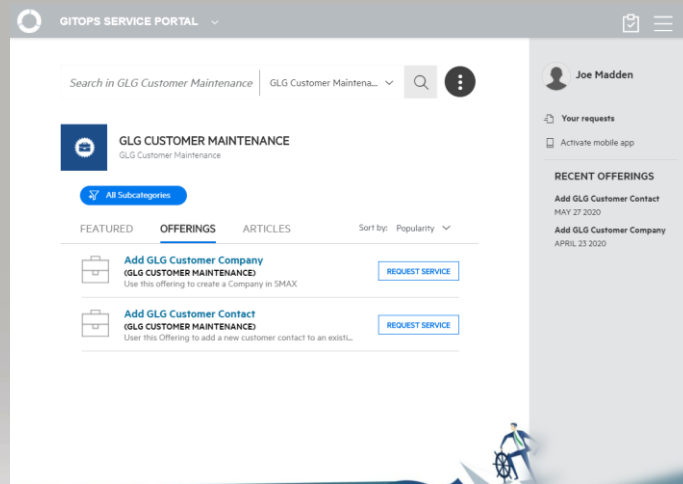 GITOPS SERVICE PORTAL
Search in GLG Customer Maintenance
GLG Customer Maintena...
GLG CUSTOMER MAINTENANCE
GLG Customer Maintenance
All Subcategories
FEATURED OFFERINGS ARTICLES Sort by: Popularity
Add GLG Customer Company
(GLG CUSTOMER MAINTENANCE)
Use this offering to create a Company in SMAX
REQUEST SERVICE
Add GLG Customer Contact
(GLG CUSTOMER MAINTENANCE)
User this Offering to add a new customer contact to an existi...
REQUEST SERVICE
Joe Madden
Your requests
Activate mobile app
RECENT OFFERINGS
Add GLG Customer Contact
MAY 27 2020
Add GLG Customer Company
APRIL 23 2020